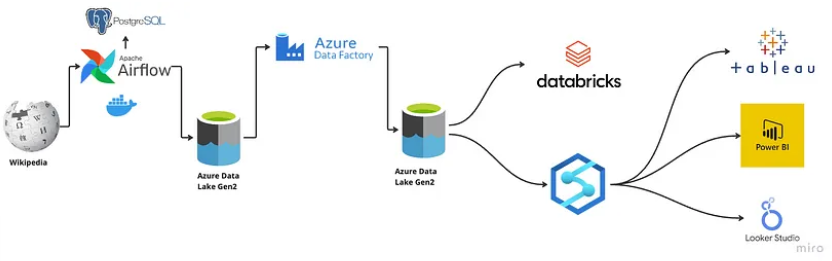 PostgreSQL
Apache
Airflow
Wikipedia
Azure Data
Lake Gen2
Azure
Data Factory
Azure Data
Lake Gen2
databricks
+ableau
Power BI
Looker Studio
miro